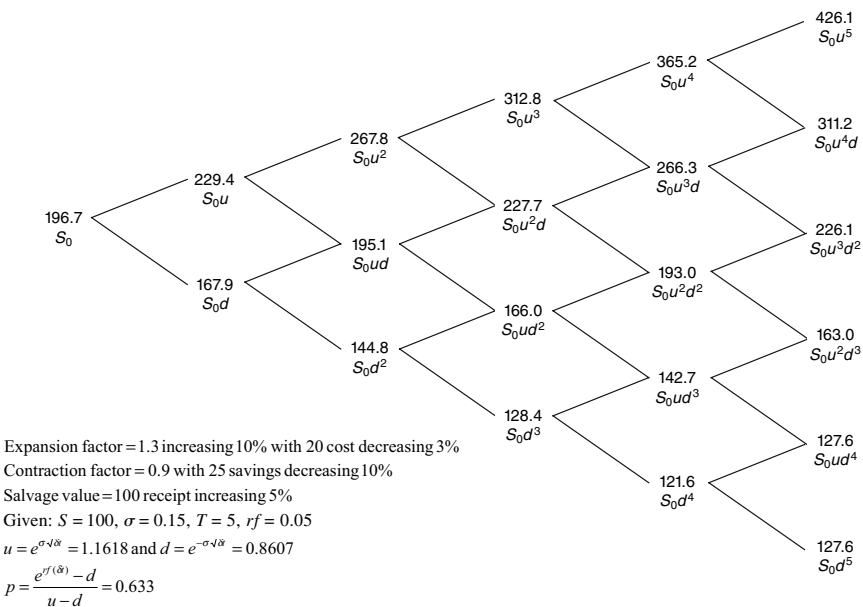 426.1
S₀u⁵
365.2
S₀u⁴
312.8
S₀u³
311.2
S₀u⁴d
267.8
S₀u²
266.3
S₀u³d
229.4
S₀u
227.7
S₀u²d
226.1
S₀u³d²
196.7
S₀
195.1
S₀ud
193.0
S₀u²d²
167.9
S₀d
166.0
S₀ud²
163.0
S₀u²d³
144.8
S₀d²
142.7
S₀ud³
128.4
S₀d³
127.6
S₀ud⁴
121.6
S₀d⁴
127.6
S₀d⁵
Expansion factor = 1.3 increasing 10% with 20 cost decreasing 3%
Contraction factor = 0.9 with 25 savings decreasing 10%
Salvage value = 100 receipt increasing 5%
Given: S = 100, σ = 0.15, T = 5, rf = 0.05
u = e^{σ√δt} = 1.1618 and d = e^{−σ√δt} = 0.8607
p = (e^{rf(δt)} − d)/(u − d) = 0.633